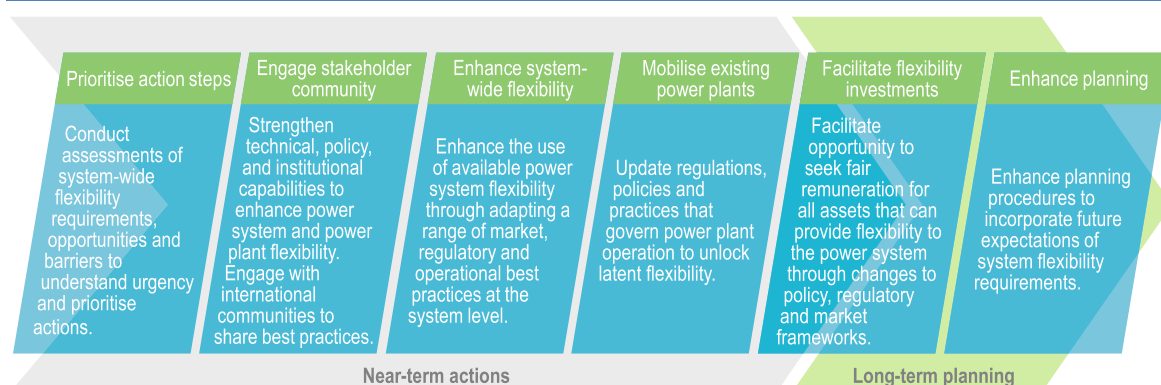 Prioritise action steps
Conduct
assessments of
system-wide
flexibility
requirements,
opportunities and
barriers to
understand urgency
and prioritise
actions.
Engage stakeholder
community
Strengthen
technical, policy,
and institutional
capabilities to
enhance power
system and power
plant flexibility.
Engage with
international
communities to
share best practices.
Enhance system-
wide flexibility
Enhance the use
of available power
system flexibility
through adapting a
range of market,
regulatory and
operational best
practices at the
system level.
Mobilise existing
power plants
Update regulations,
policies and
practices that
govern power plant
operation to unlock
latent flexibility.
Facilitate flexibility
investments
Facilitate
opportunity to
seek fair
remuneration for
all assets that can
provide flexibility to
the power system
through changes to
policy, regulatory
and market
frameworks.
Enhance planning
Enhance planning
procedures to
incorporate future
expectations of
system flexibility
requirements.
Near-term actions
Long-term planning